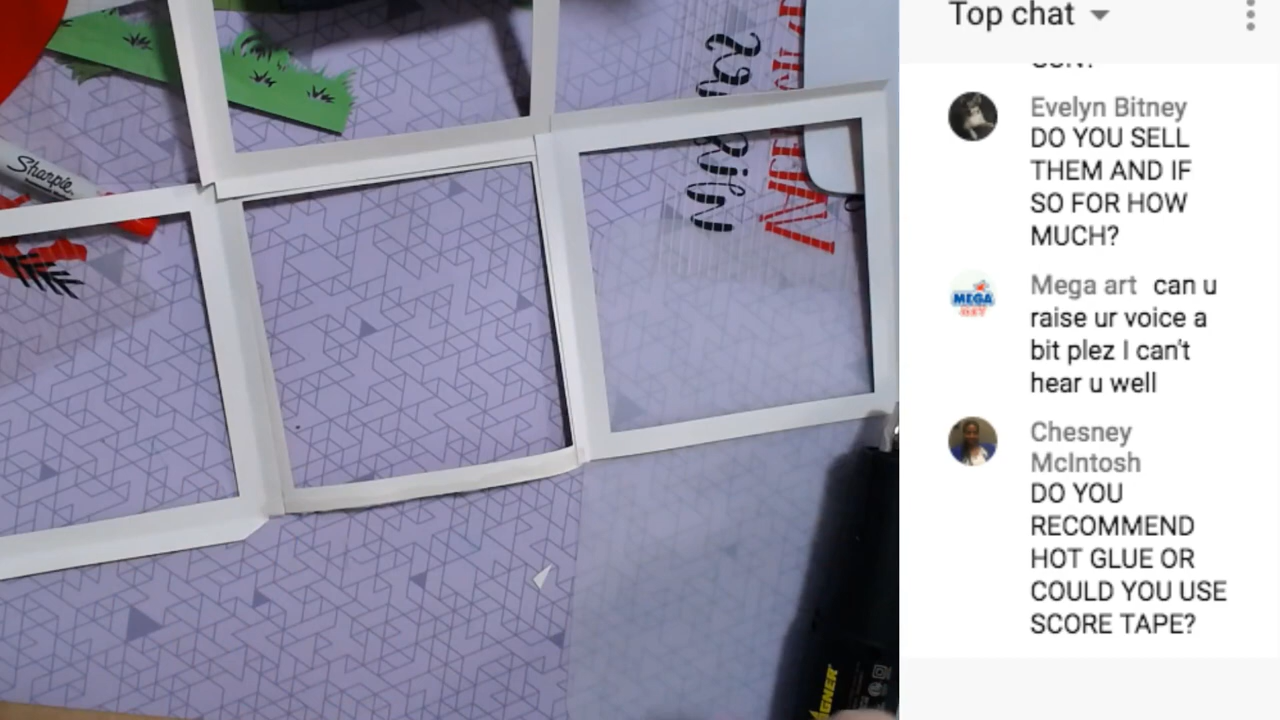 Top chat
Evelyn Bitney
DO YOU SELL
THEM AND IF
SO FOR HOW
MUCH?
Mega art can u
raise ur voice a
bit plez I can't
hear u well
Chesney
McIntosh
DO YOU
RECOMMEND
HOT GLUE OR
COULD YOU USE
SCORE TAPE?
Sharpie
MEGA